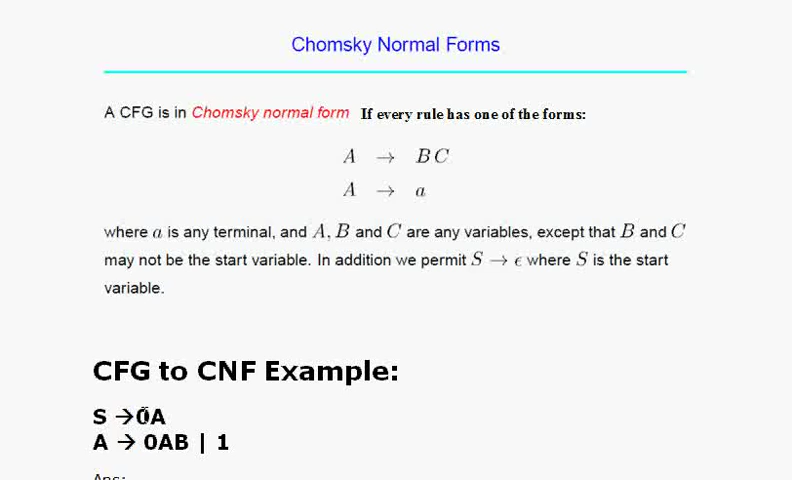 Chomsky Normal Forms
A CFG is in Chomsky normal form If every rule has one of the forms:
A → B C
A → a
where a is any terminal, and A, B and C are any variables, except that B and C
may not be the start variable. In addition we permit S → ϵ where S is the start
variable.
CFG to CNF Example:
S → 0A
A → 0AB | 1
Ans: